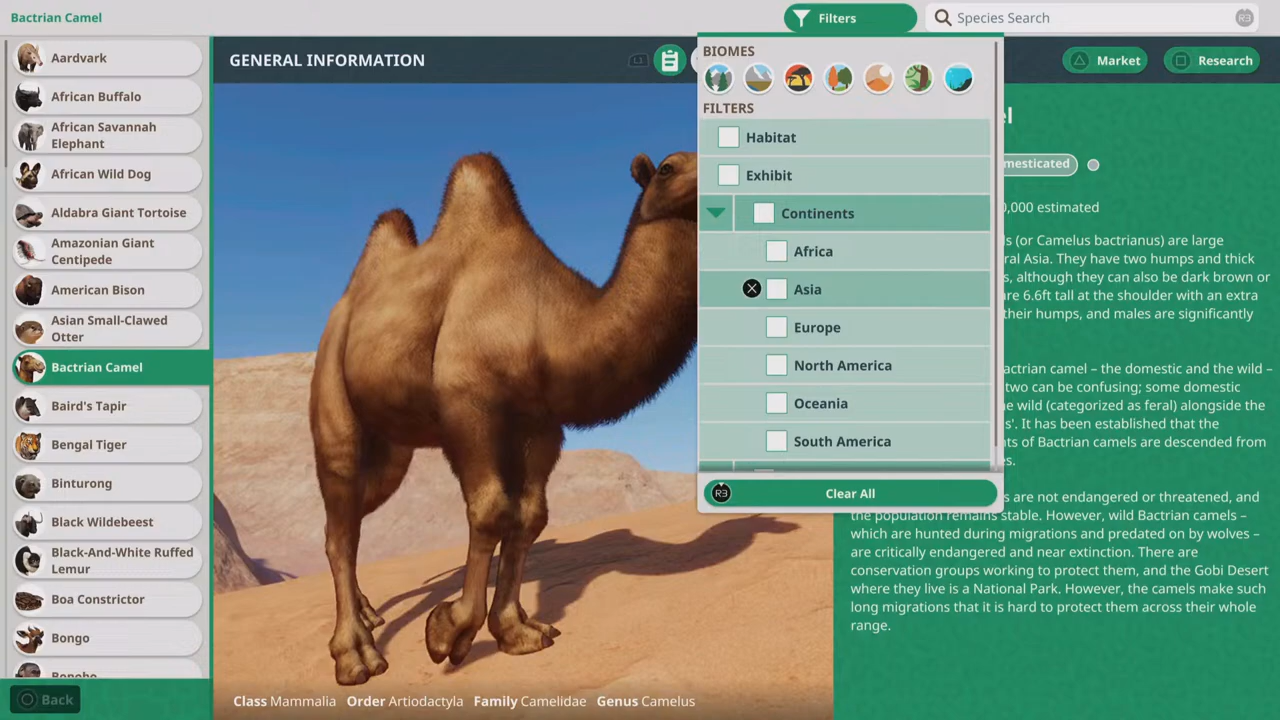 Bactrian Camel
Filters
Species Search
R3
Aardvark
African Buffalo
African Savannah
Elephant
African Wild Dog
Aldabra Giant Tortoise
Amazonian Giant
Centipede
American Bison
Asian Small-Clawed
Otter
Bactrian Camel
Baird's Tapir
Bengal Tiger
Binturong
Black Wildebeest
Black-And-White Ruffed
Lemur
Boa Constrictor
Bongo
Bonobo
Back
GENERAL INFORMATION
L3
BIOMES
FILTERS
Habitat
Exhibit
Continents
Africa
Asia
Europe
North America
Oceania
South America
R3 Clear All
Market
Research
el
mesticated
0,000 estimated
ls (or Camelus bactrianus) are large
ral Asia. They have two humps and thick
s, although they can also be dark brown or
re 6.6ft tall at the shoulder with an extra
their humps, and males are significantly
actrian camel – the domestic and the wild –
two can be confusing; some domestic
e wild (categorized as feral) alongside the
s'. It has been established that the
nts of Bactrian camels are descended from
es.
s are not endangered or threatened, and
the population remains stable. However, wild Bactrian camels –
which are hunted during migrations and predated on by wolves –
are critically endangered and near extinction. There are
conservation groups working to protect them, and the Gobi Desert
where they live is a National Park. However, the camels make such
long migrations that it is hard to protect them across their whole
range.
Class Mammalia Order Artiodactyla Family Camelidae Genus Camelus